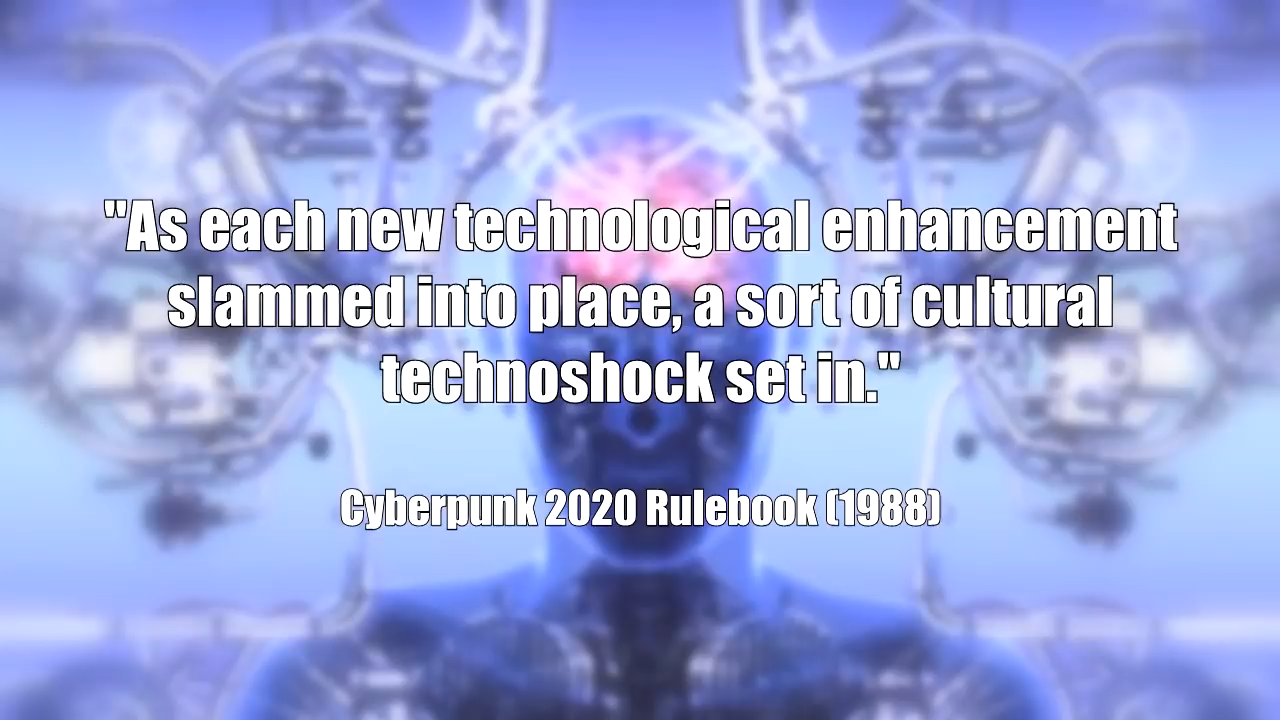 "As each new technological enhancement
slammed into place, a sort of cultural
technoshock set in."
Cyberpunk 2020 Rulebook (1988)